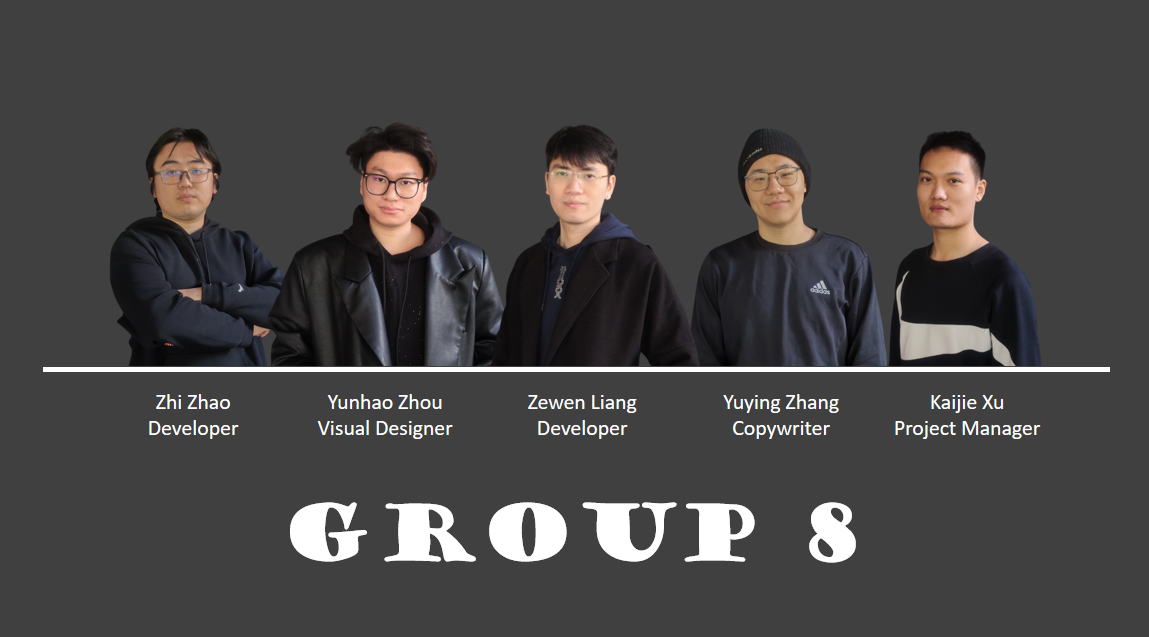 Zhi Zhao
Developer
Yunhao Zhou
Visual Designer
Zewen Liang
Developer
Yuying Zhang
Copywriter
Kaijie Xu
Project Manager
adidas
GROUP 8